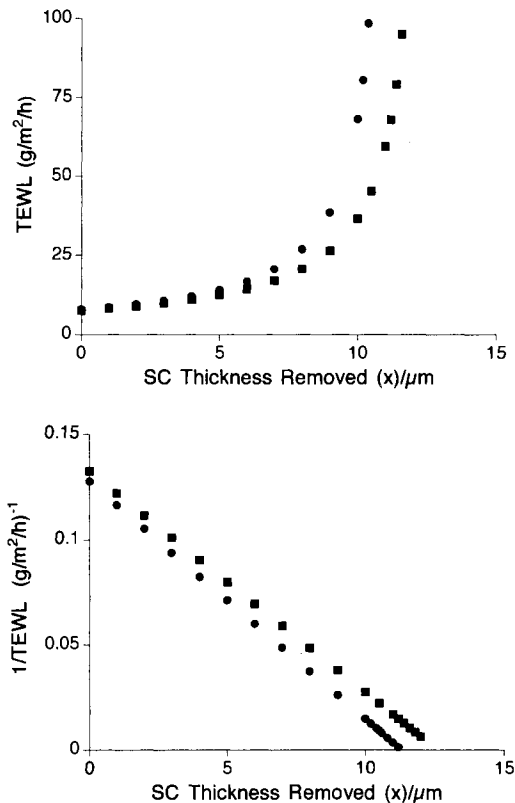 100
75
50
25
0
TEWL (g/m²/h)
0 5 10 15
SC Thickness Removed (x)/µm
0.15
0.1
0.05
0
1/TEWL (g/m²/h)⁻¹
0 5 10 15
SC Thickness Removed (x)/µm